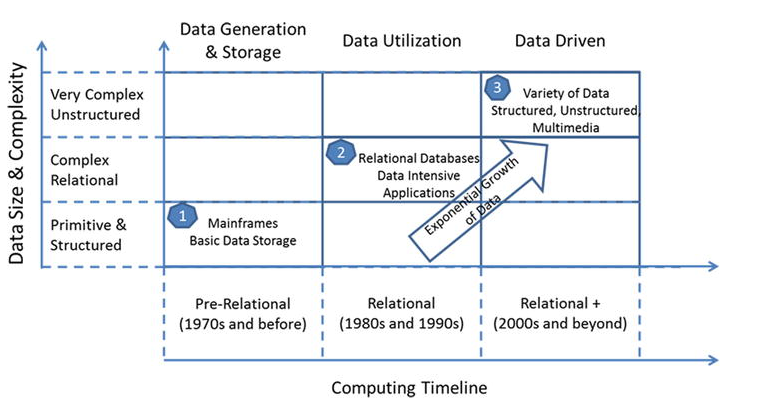 Data Generation
& Storage
Data Utilization
Data Driven
Data Size & Complexity
Very Complex
Unstructured
3
Variety of Data
Structured, Unstructured,
Multimedia
Complex
Relational
2
Relational Databases
Data Intensive
Applications
Exponential Growth
of Data
Primitive &
Structured
1
Mainframes
Basic Data Storage
Pre-Relational
(1970s and before)
Relational
(1980s and 1990s)
Relational +
(2000s and beyond)
Computing Timeline